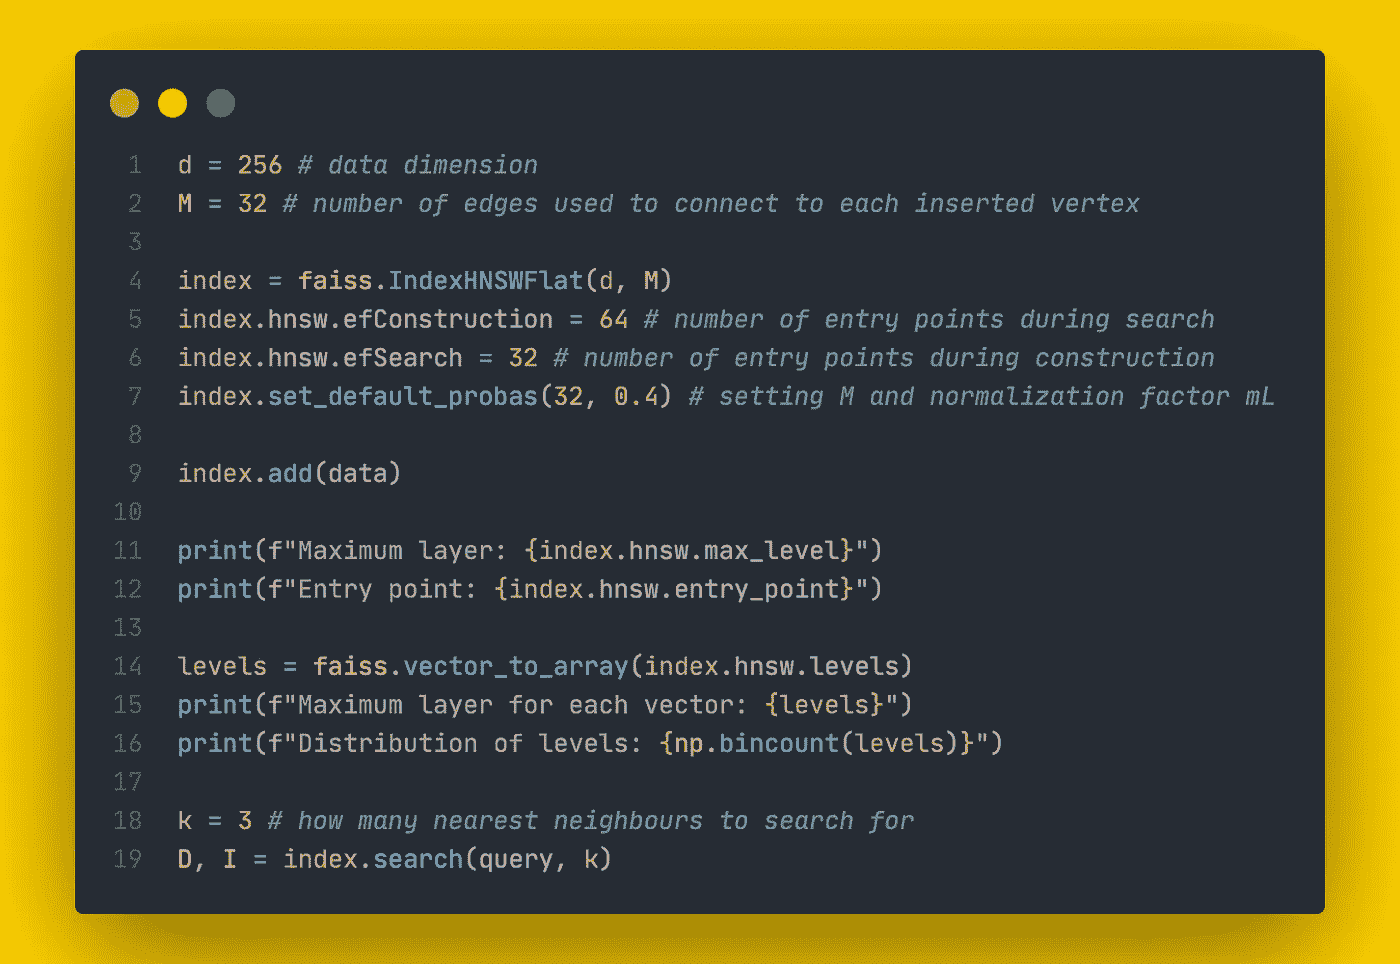 1 d = 256 # data dimension
2 M = 32 # number of edges used to connect to each inserted vertex
3
4 index = faiss.IndexHNSWFlat(d, M)
5 index.hnsw.efConstruction = 64 # number of entry points during search
6 index.hnsw.efSearch = 32 # number of entry points during construction
7 index.set_default_probas(32, 0.4) # setting M and normalization factor mL
8
9 index.add(data)
10
11 print(f"Maximum layer: {index.hnsw.max_level}")
12 print(f"Entry point: {index.hnsw.entry_point}")
13
14 levels = faiss.vector_to_array(index.hnsw.levels)
15 print(f"Maximum layer for each vector: {levels}")
16 print(f"Distribution of levels: {np.bincount(levels)}")
17
18 k = 3 # how many nearest neighbours to search for
19 D, I = index.search(query, k)